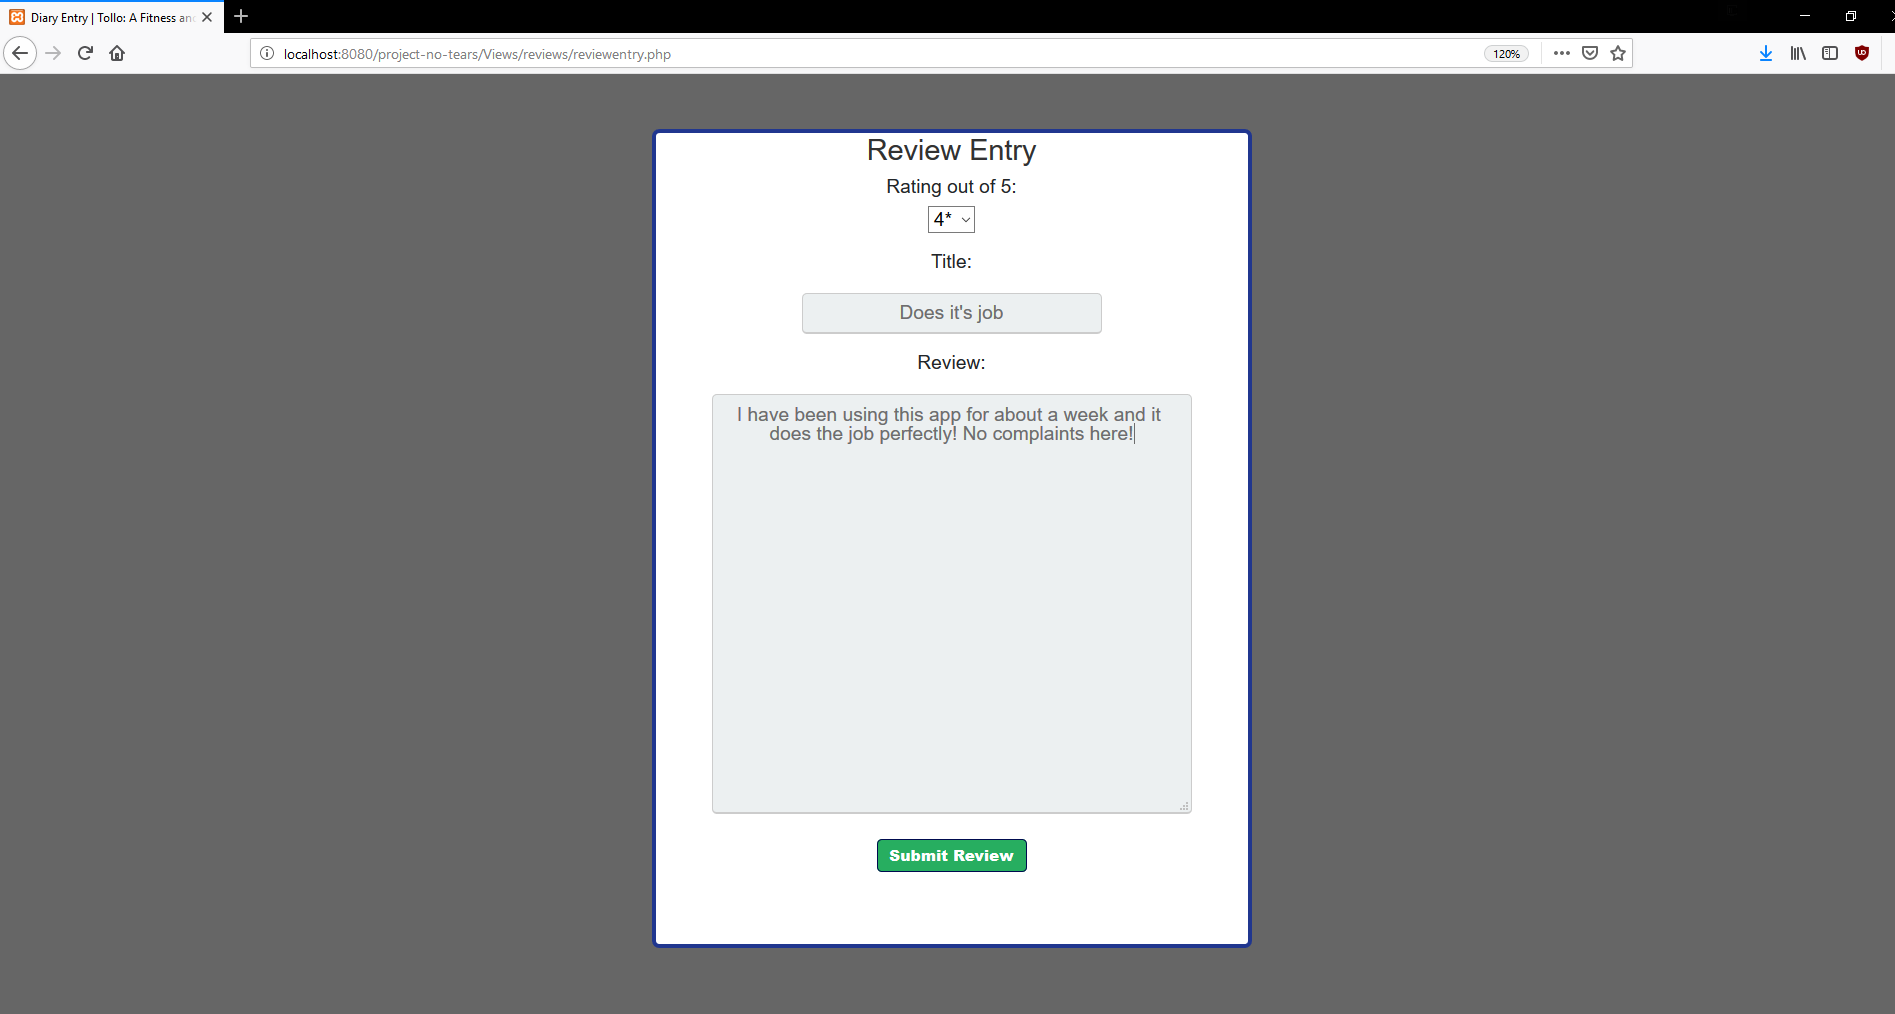 Diary Entry | Tollo: A Fitness an
localhost:8080/project-no-tears/Views/reviews/reviewentry.php
120%
Review Entry
Rating out of 5:
4*
Title:
Does it's job
Review:
I have been using this app for about a week and it
does the job perfectly! No complaints here!
Submit Review